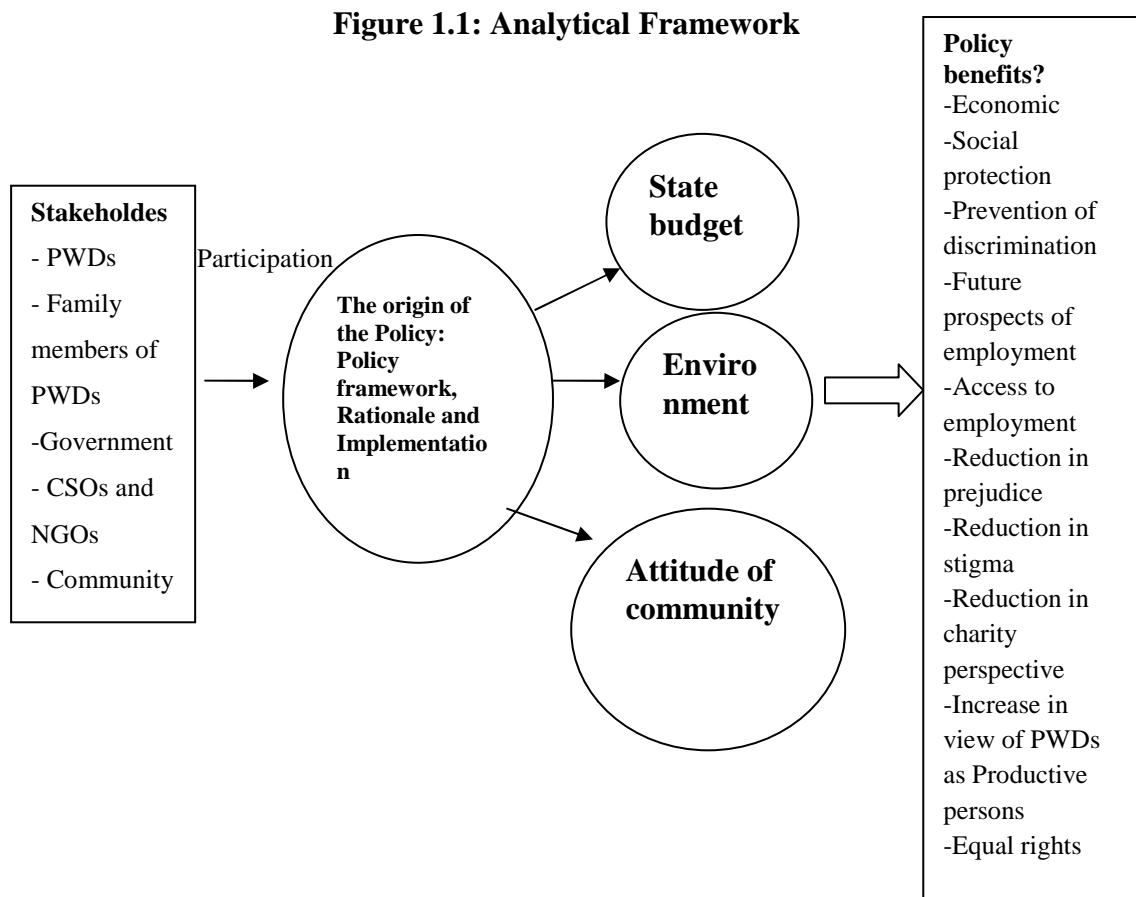 Figure 1.1: Analytical Framework
Stakeholdes
- PWDs
- Family
members of
PWDs
-Government
- CSOs and
NGOs
- Community
Participation
The origin of
the Policy:
Policy
framework,
Rationale and
Implementatio
n
State
budget
Enviro
nment
Attitude of
community
Policy
benefits?
-Economic
-Social
protection
-Prevention of
discrimination
-Future
prospects of
employment
-Access to
employment
-Reduction in
prejudice
-Reduction in
stigma
-Reduction in
charity
perspective
-Increase in
view of PWDs
as Productive
persons
-Equal rights